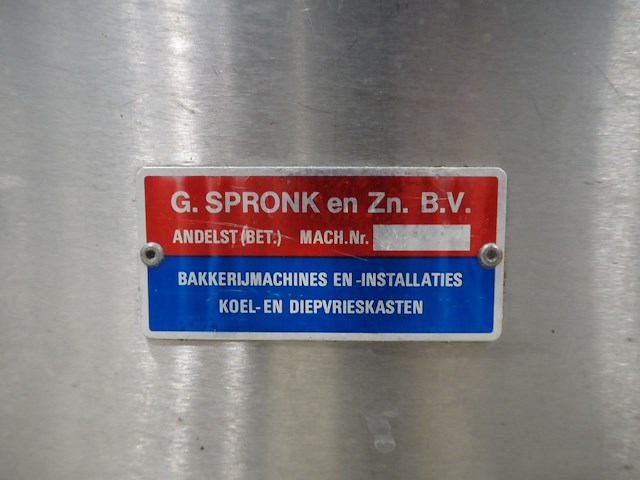 G. SPRONK en Zn. B.V.
ANDELST (BET.) MACH.Nr.
BAKKERIJMACHINES EN -INSTALLATIES
KOEL- EN DIEPVRIESKASTEN